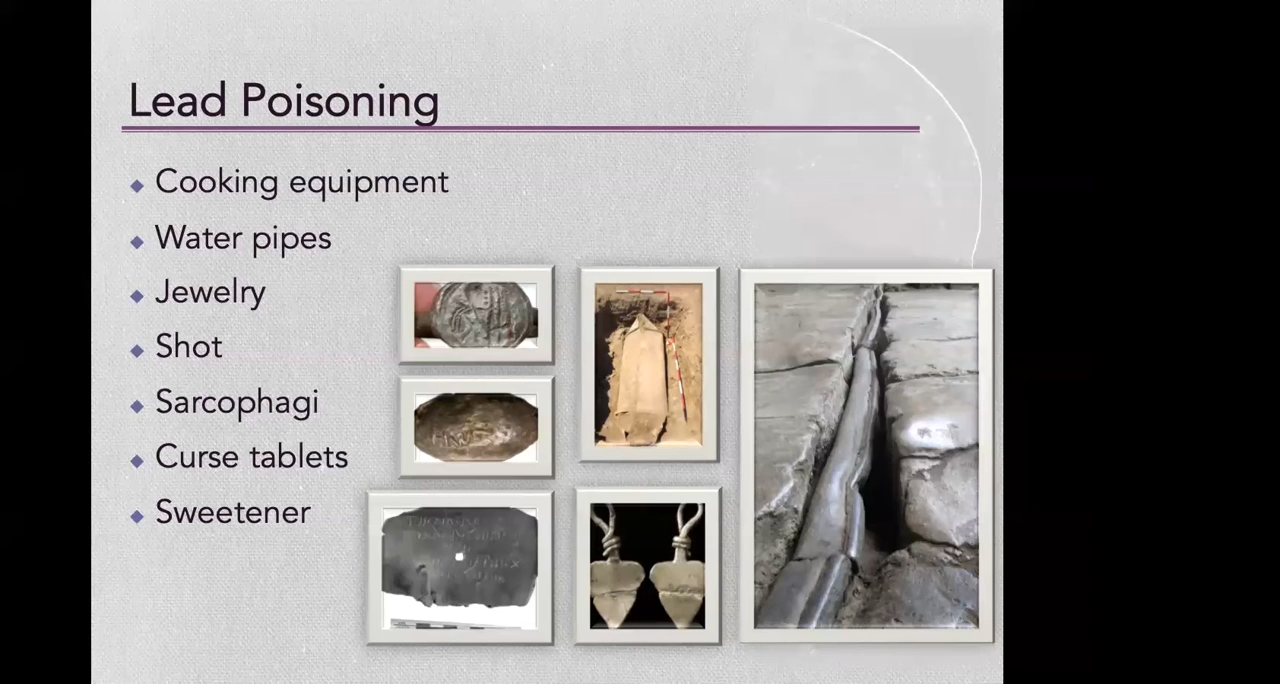 Lead Poisoning
Cooking equipment
Water pipes
Jewelry
Shot
Sarcophagi
Curse tablets
Sweetener